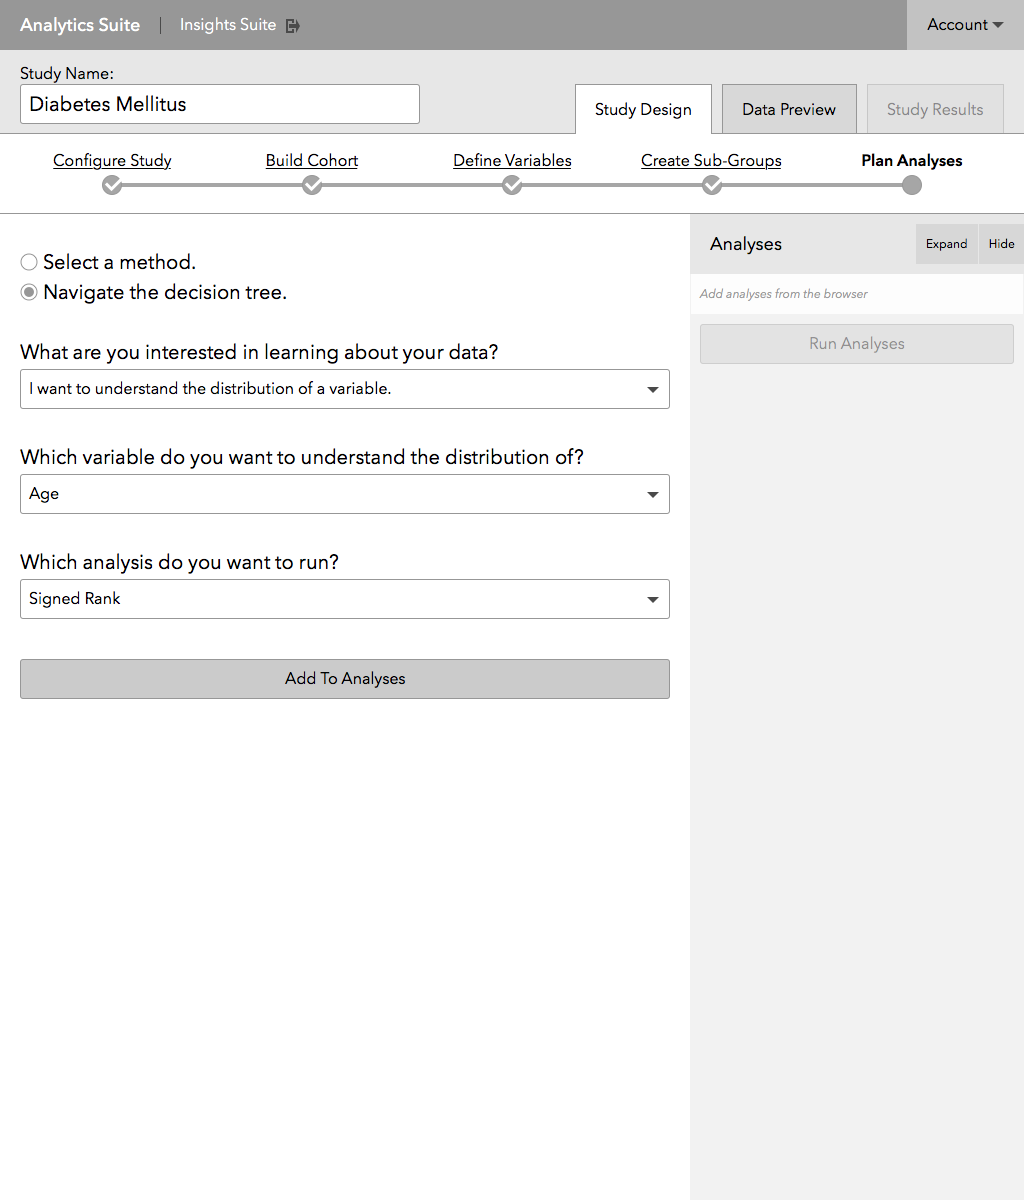 Analytics Suite | Insights Suite
Account
Study Name:
Diabetes Mellitus
Study Design
Data Preview
Study Results
Configure Study
Build Cohort
Define Variables
Create Sub-Groups
Plan Analyses
Select a method.
Navigate the decision tree.
What are you interested in learning about your data?
I want to understand the distribution of a variable.
Which variable do you want to understand the distribution of?
Age
Which analysis do you want to run?
Signed Rank
Add To Analyses
Analyses
Expand
Hide
Add analyses from the browser
Run Analyses